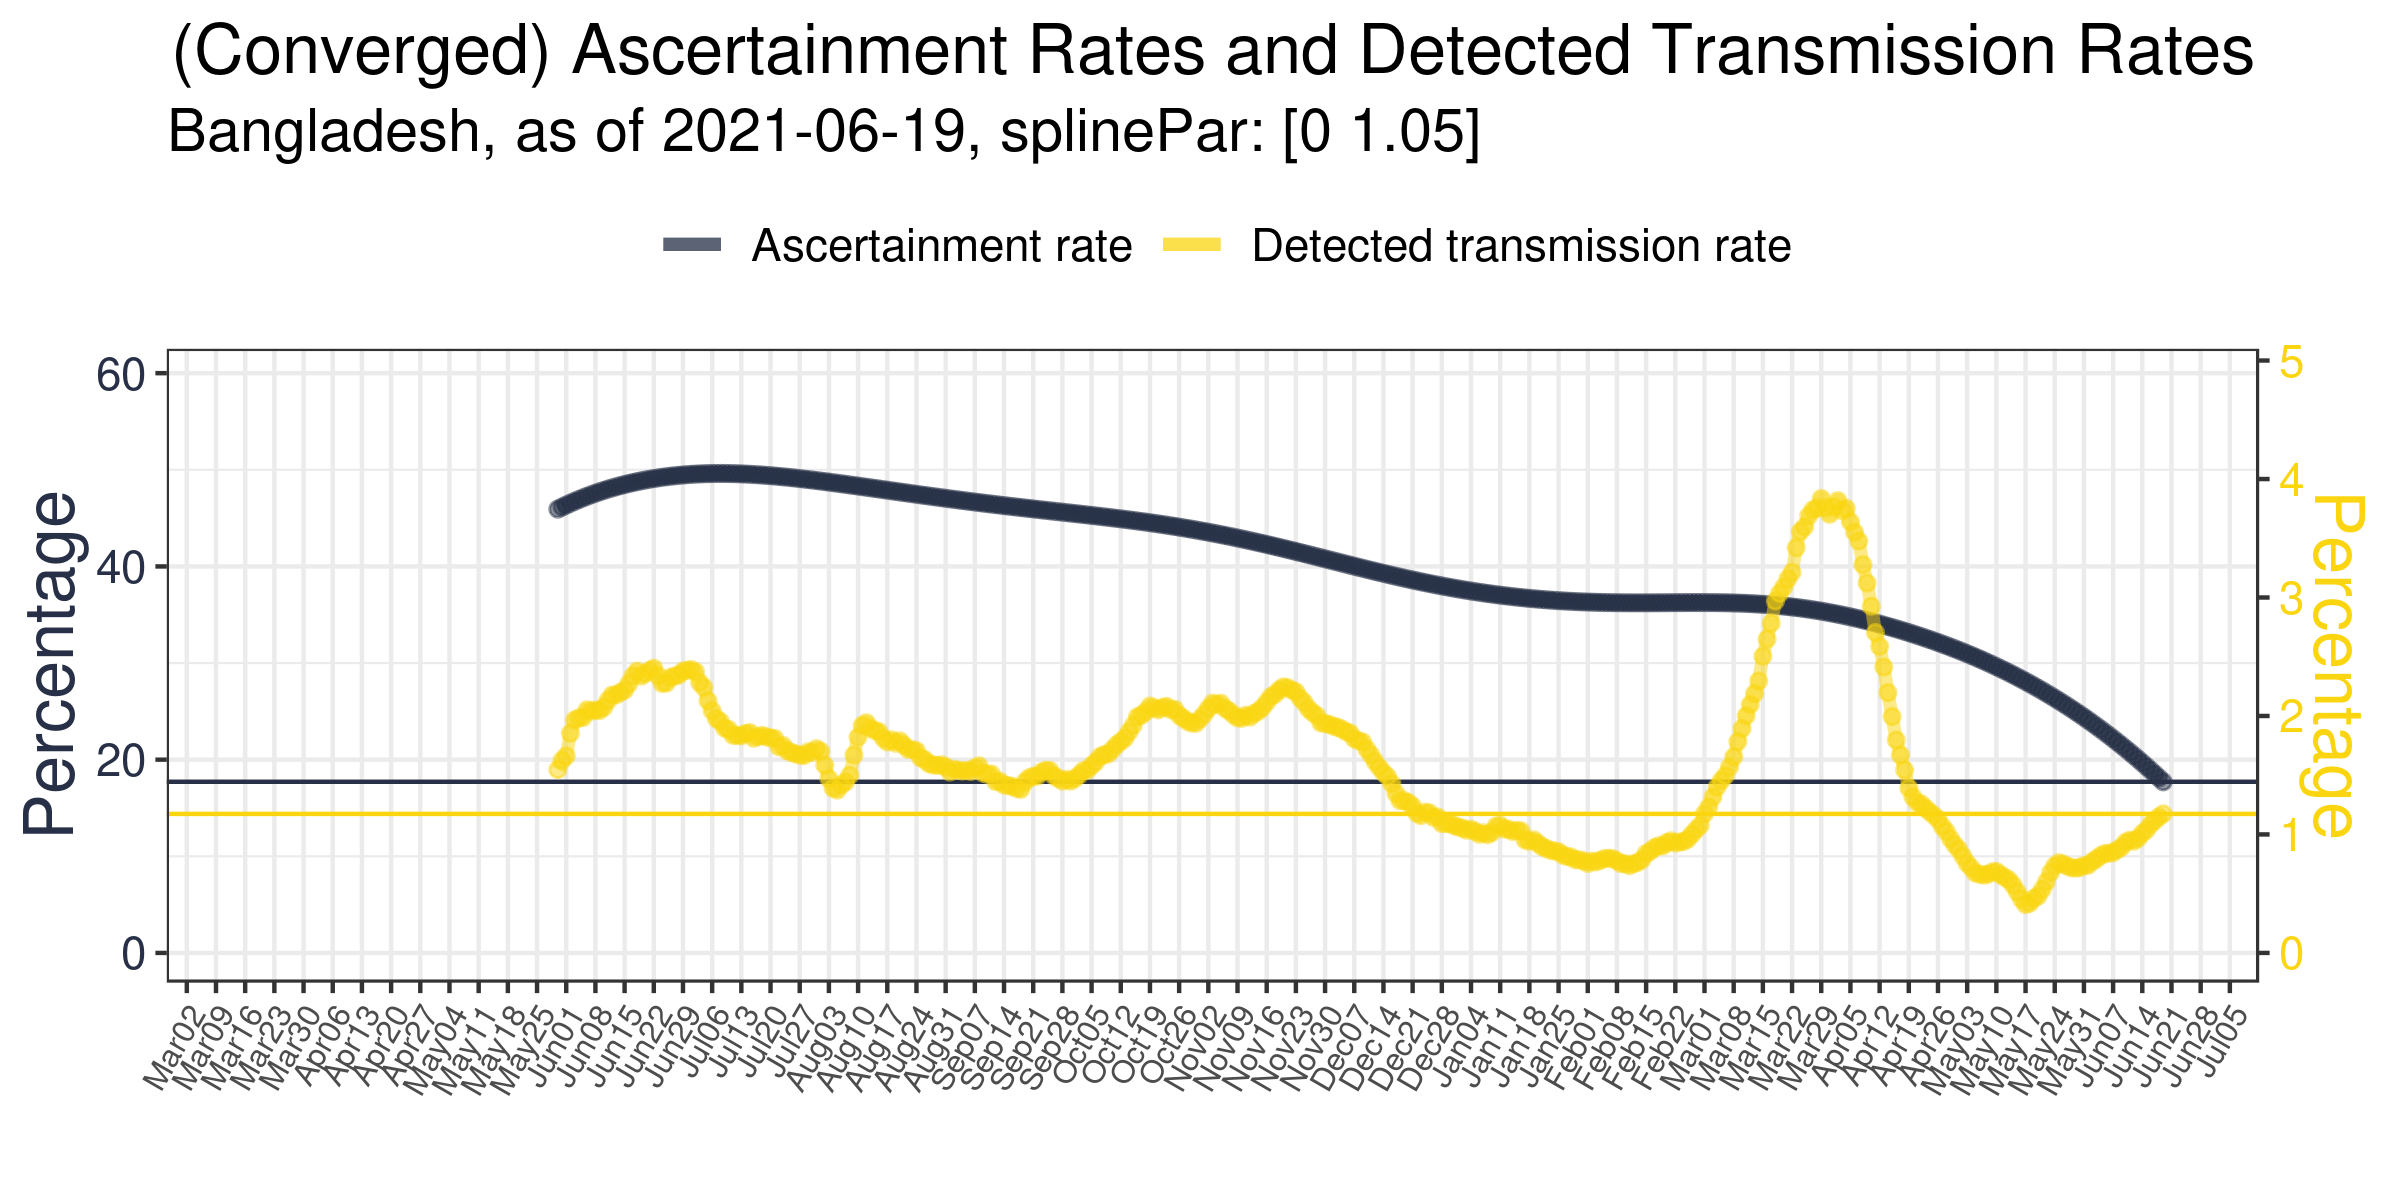 (Converged) Ascertainment Rates and Detected Transmission Rates
Bangladesh, as of 2021-06-19, splinePar: [0 1.05]
Ascertainment rate Detected transmission rate
Percentage
60
40
20
0
5
4
3
2
1
0
Percentage
Mar02 Mar09 Mar16 Mar23 Mar30 Apr06 Apr13 Apr20 Apr27 May04 May11 May18 May25 Jun01 Jun08 Jun15 Jun22 Jun29 Jul06 Jul13 Jul20 Jul27 Aug03 Aug10 Aug17 Aug24 Aug31 Sep07 Sep14 Sep21 Sep28 Oct05 Oct12 Oct19 Oct26 Nov02 Nov09 Nov16 Nov23 Nov30 Dec07 Dec14 Dec21 Dec28 Jan04 Jan11 Jan18 Jan25 Feb01 Feb08 Feb15 Feb22 Mar01 Mar08 Mar15 Mar22 Mar29 Apr05 Apr12 Apr19 Apr26 May03 May10 May17 May24 May31 Jun07 Jun14 Jun21 Jun28 Jul05